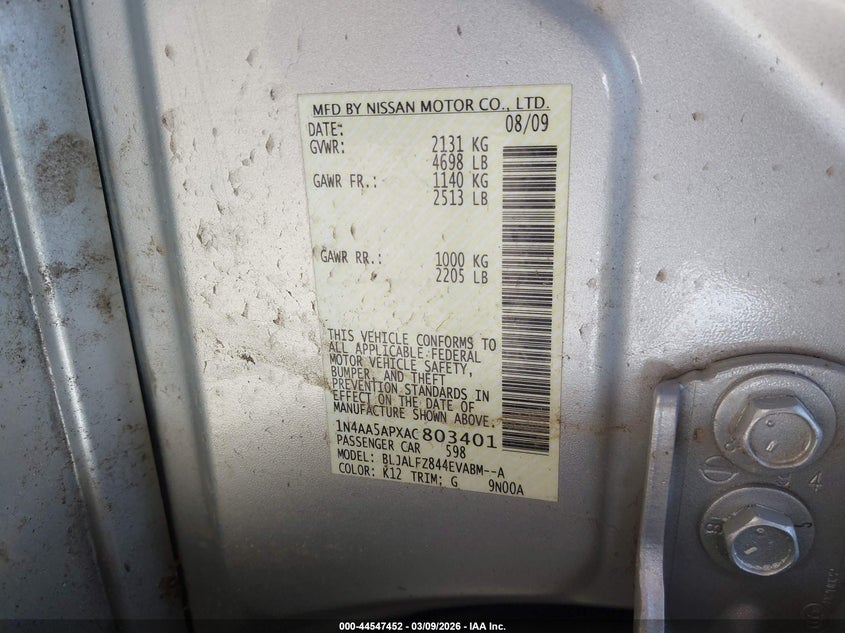 MFD BY NISSAN MOTOR CO., LTD.
DATE: 08/09
GVWR: 2131 KG
4698 LB
GAWR FR.: 1140 KG
2513 LB
GAWR RR.: 1000 KG
2205 LB
THIS VEHICLE CONFORMS TO
ALL APPLICABLE FEDERAL
MOTOR VEHICLE SAFETY,
BUMPER, AND THEFT
PREVENTION STANDARDS IN
EFFECT ON THE DATE OF
MANUFACTURE SHOWN ABOVE.
1N4AA5APXAC803401
PASSENGER CAR 598
MODEL: BLJALFZ844EVABM--A
COLOR: K12 TRIM; G 9N00A
4
8
000-44547452 - 03/09/2026 - IAA Inc.